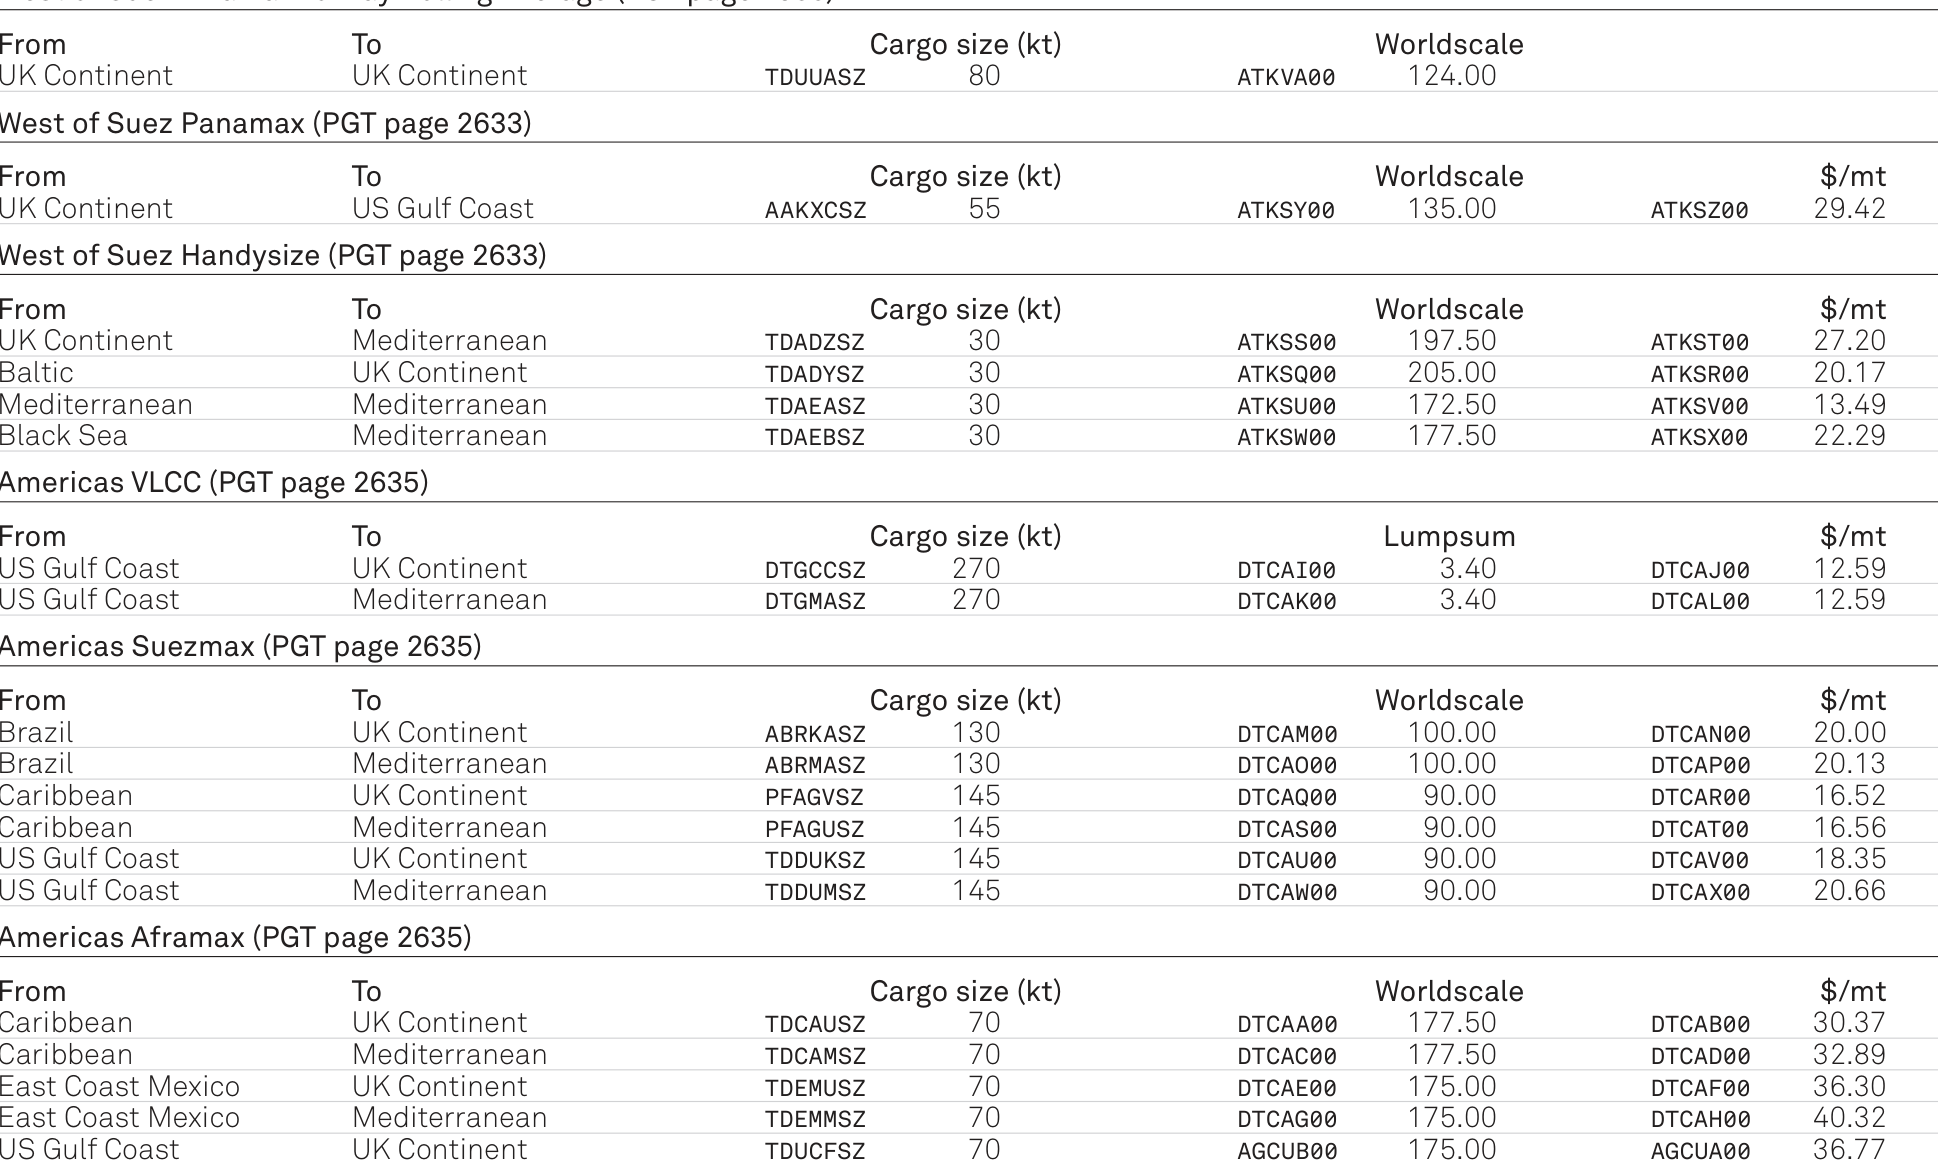 From To Cargo size (kt) Worldscale
UK Continent UK Continent TDUUASZ 80 ATKVA00 124.00
West of Suez Panamax (PGT page 2633)
From To Cargo size (kt) Worldscale $/mt
UK Continent US Gulf Coast AAKXCSZ 55 ATKSY00 135.00 ATKSZ00 29.42
West of Suez Handysize (PGT page 2633)
From To Cargo size (kt) Worldscale $/mt
UK Continent Mediterranean TDADZSZ 30 ATKSS00 197.50 ATKST00 27.20
Baltic UK Continent TDADYSZ 30 ATKSQ00 205.00 ATKSR00 20.17
Mediterranean Mediterranean TDAEASZ 30 ATKSU00 172.50 ATKSV00 13.49
Black Sea Mediterranean TDAEBSZ 30 ATKSW00 177.50 ATKSX00 22.29
Americas VLCC (PGT page 2635)
From To Cargo size (kt) Lumpsum $/mt
US Gulf Coast UK Continent DTGCCSZ 270 DTCAI00 3.40 DTCAJ00 12.59
US Gulf Coast Mediterranean DTGMASZ 270 DTCAK00 3.40 DTCAL00 12.59
Americas Suezmax (PGT page 2635)
From To Cargo size (kt) Worldscale $/mt
Brazil UK Continent ABRKASZ 130 DTCAM00 100.00 DTCAN00 20.00
Brazil Mediterranean ABRMASZ 130 DTCAO00 100.00 DTCAP00 20.13
Caribbean UK Continent PFAGVSZ 145 DTCAQ00 90.00 DTCAR00 16.52
Caribbean Mediterranean PFAGUSZ 145 DTCAS00 90.00 DTCAT00 16.56
US Gulf Coast UK Continent TDDUKSZ 145 DTCAU00 90.00 DTCAV00 18.35
US Gulf Coast Mediterranean TDDUMSZ 145 DTCAW00 90.00 DTCAX00 20.66
Americas Aframax (PGT page 2635)
From To Cargo size (kt) Worldscale $/mt
Caribbean UK Continent TDCAUSZ 70 DTCAA00 177.50 DTCAB00 30.37
Caribbean Mediterranean TDCAMSZ 70 DTCAC00 177.50 DTCAD00 32.89
East Coast Mexico UK Continent TDEMUSZ 70 DTCAE00 175.00 DTCAF00 36.30
East Coast Mexico Mediterranean TDEMMSZ 70 DTCAG00 175.00 DTCAH00 40.32
US Gulf Coast UK Continent TDUCFSZ 70 AGCUB00 175.00 AGCUA00 36.77